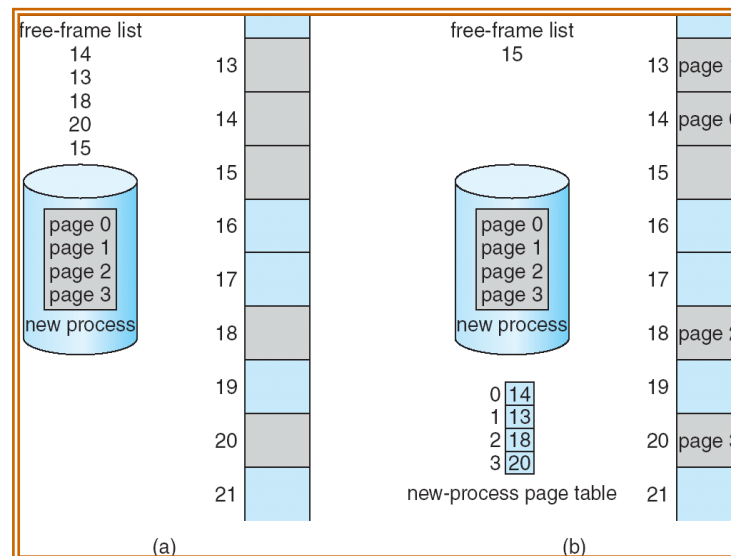 free-frame list
14
13
18
20
15
page 0
page 1
page 2
page 3
new process
13
14
15
16
17
18
19
20
21
(a)
free-frame list
15
page 0
page 1
page 2
page 3
new process
0 14
1 13
2 18
3 20
new-process page table
13 page
14 page
15
16
17
18 page
19
20 page
21
(b)